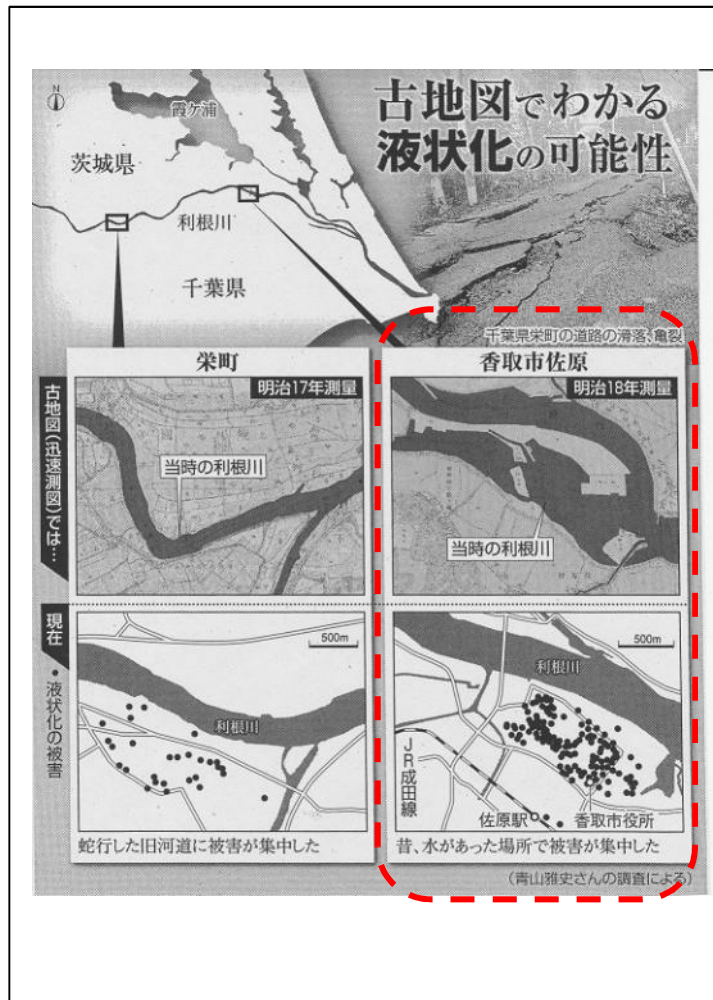 古地図でわかる
液状化の可能性
N
霞ケ浦
茨城県
利根川
千葉県
千葉県栄町の道路の滑落、亀裂
古地図(迅速測図)では…
栄町
明治17年測量
当時の利根川
香取市佐原
明治18年測量
当時の利根川
現在
●液状化の被害
500m
利根川
蛇行した旧河道に被害が集中した
500m
利根川
JR成田線
佐原駅
香取市役所
昔、水があった場所で被害が集中した
(青山雅史さんの調査による)